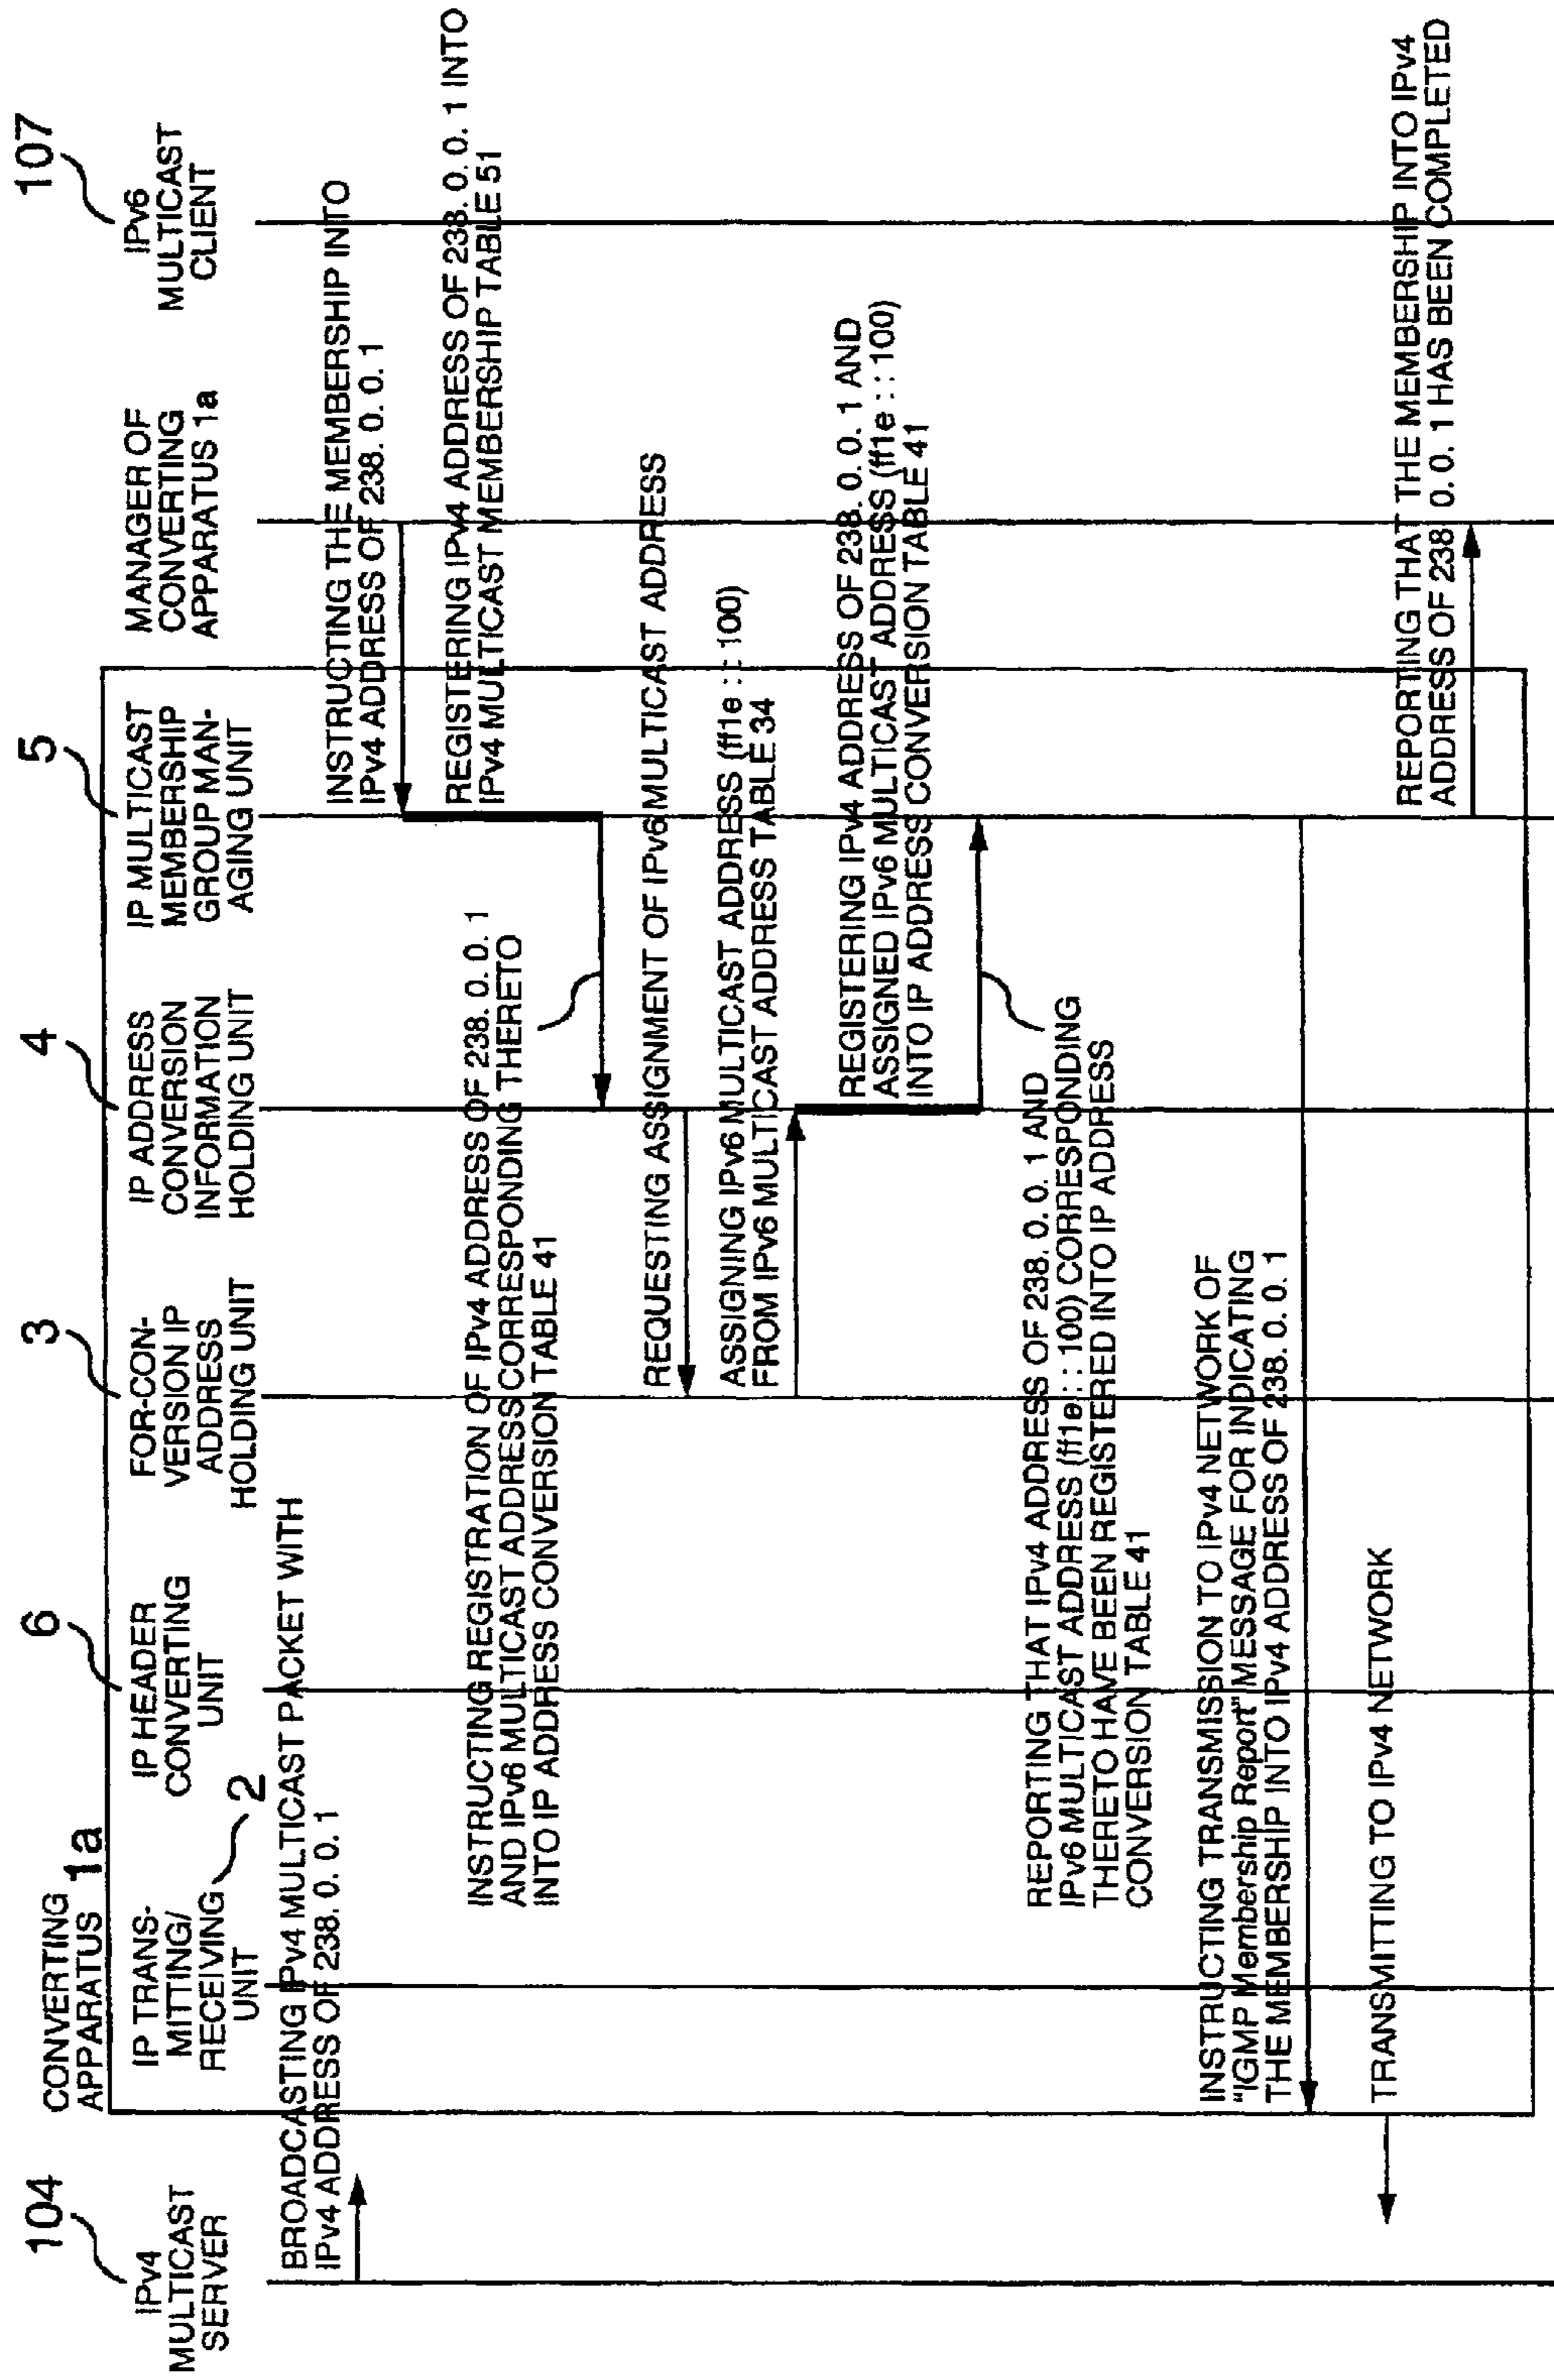 104
IPv4
MULTICAST
SERVER
CONVERTING
APPARATUS 1a
IP TRANS-
MITTING/
RECEIVING
UNIT
2
6
IP HEADER
CONVERTING
UNIT
3
FOR-CON-
VERSION IP
ADDRESS
HOLDING UNIT
4
IP ADDRESS
CONVERSION
INFORMATION
HOLDING UNIT
5
IP MULTICAST
MEMBERSHIP
GROUP MAN-
AGING UNIT
MANAGER OF
CONVERTING
APPARATUS 1a
107
IPv6
MULTICAST
CLIENT
BROADCASTING IPv4 MULTICAST PACKET WITH
IPv4 ADDRESS OF 238. 0. 0. 1
INSTRUCTING THE MEMBERSHIP INTO
IPv4 ADDRESS OF 238. 0. 0. 1
REGISTERING IPv4 ADDRESS OF 238. 0. 0. 1 INTO
IPv4 MULTICAST MEMBERSHIP TABLE 51
INSTRUCTING REGISTRATION OF IPv4 ADDRESS OF 238. 0. 0. 1
AND IPv6 MULTICAST ADDRESS CORRESPONDING THERETO
INTO IP ADDRESS CONVERSION TABLE 41
REQUESTING ASSIGNMENT OF IPv6 MULTICAST ADDRESS
ASSIGNING IPv6 MULTICAST ADDRESS (ff1e : : 100)
FROM IPv6 MULTICAST ADDRESS TABLE 34
REGISTERING IPv4 ADDRESS OF 238. 0. 0. 1 AND
ASSIGNED IPv6 MULTICAST ADDRESS (ff1e : : 100)
INTO IP ADDRESS CONVERSION TABLE 41
REPORTING THAT IPv4 ADDRESS OF 238. 0. 0. 1 AND
IPv6 MULTICAST ADDRESS (ff1e : : 100) CORRESPONDING
THERETO HAVE BEEN REGISTERED INTO IP ADDRESS
CONVERSION TABLE 41
INSTRUCTING TRANSMISSION TO IPv4 NETWORK OF
"IGMP Membership Report" MESSAGE FOR INDICATING
THE MEMBERSHIP INTO IPv4 ADDRESS OF 238. 0. 0. 1
TRANSMITTING TO IPv4 NETWORK
REPORTING THAT THE MEMBERSHIP INTO IPv4
ADDRESS OF 238 0. 0. 1 HAS BEEN COMPLETED